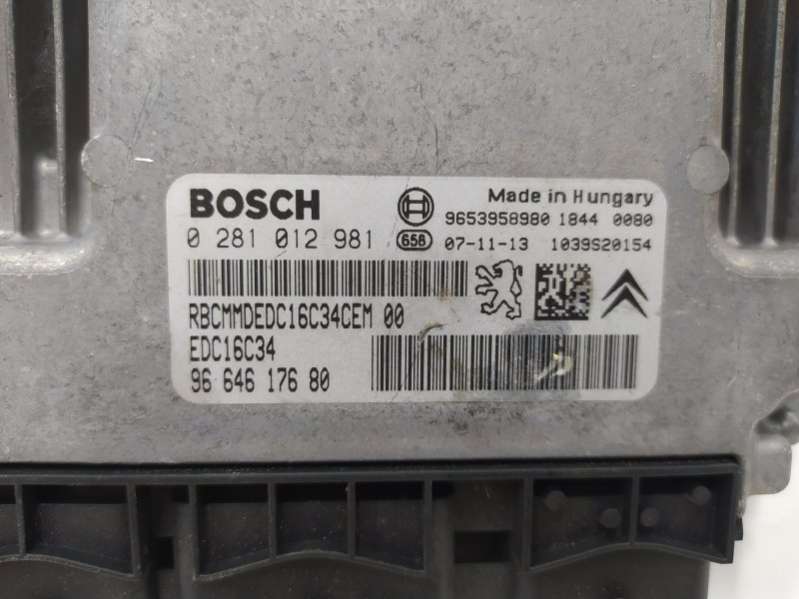 BOSCH
Made in Hungary
9653958980 1844 0080
0 281 012 981 656 07-11-13 1039S20154
RBCMMDEDC16C34CEM 00
EDC16C34
96 646 176 80